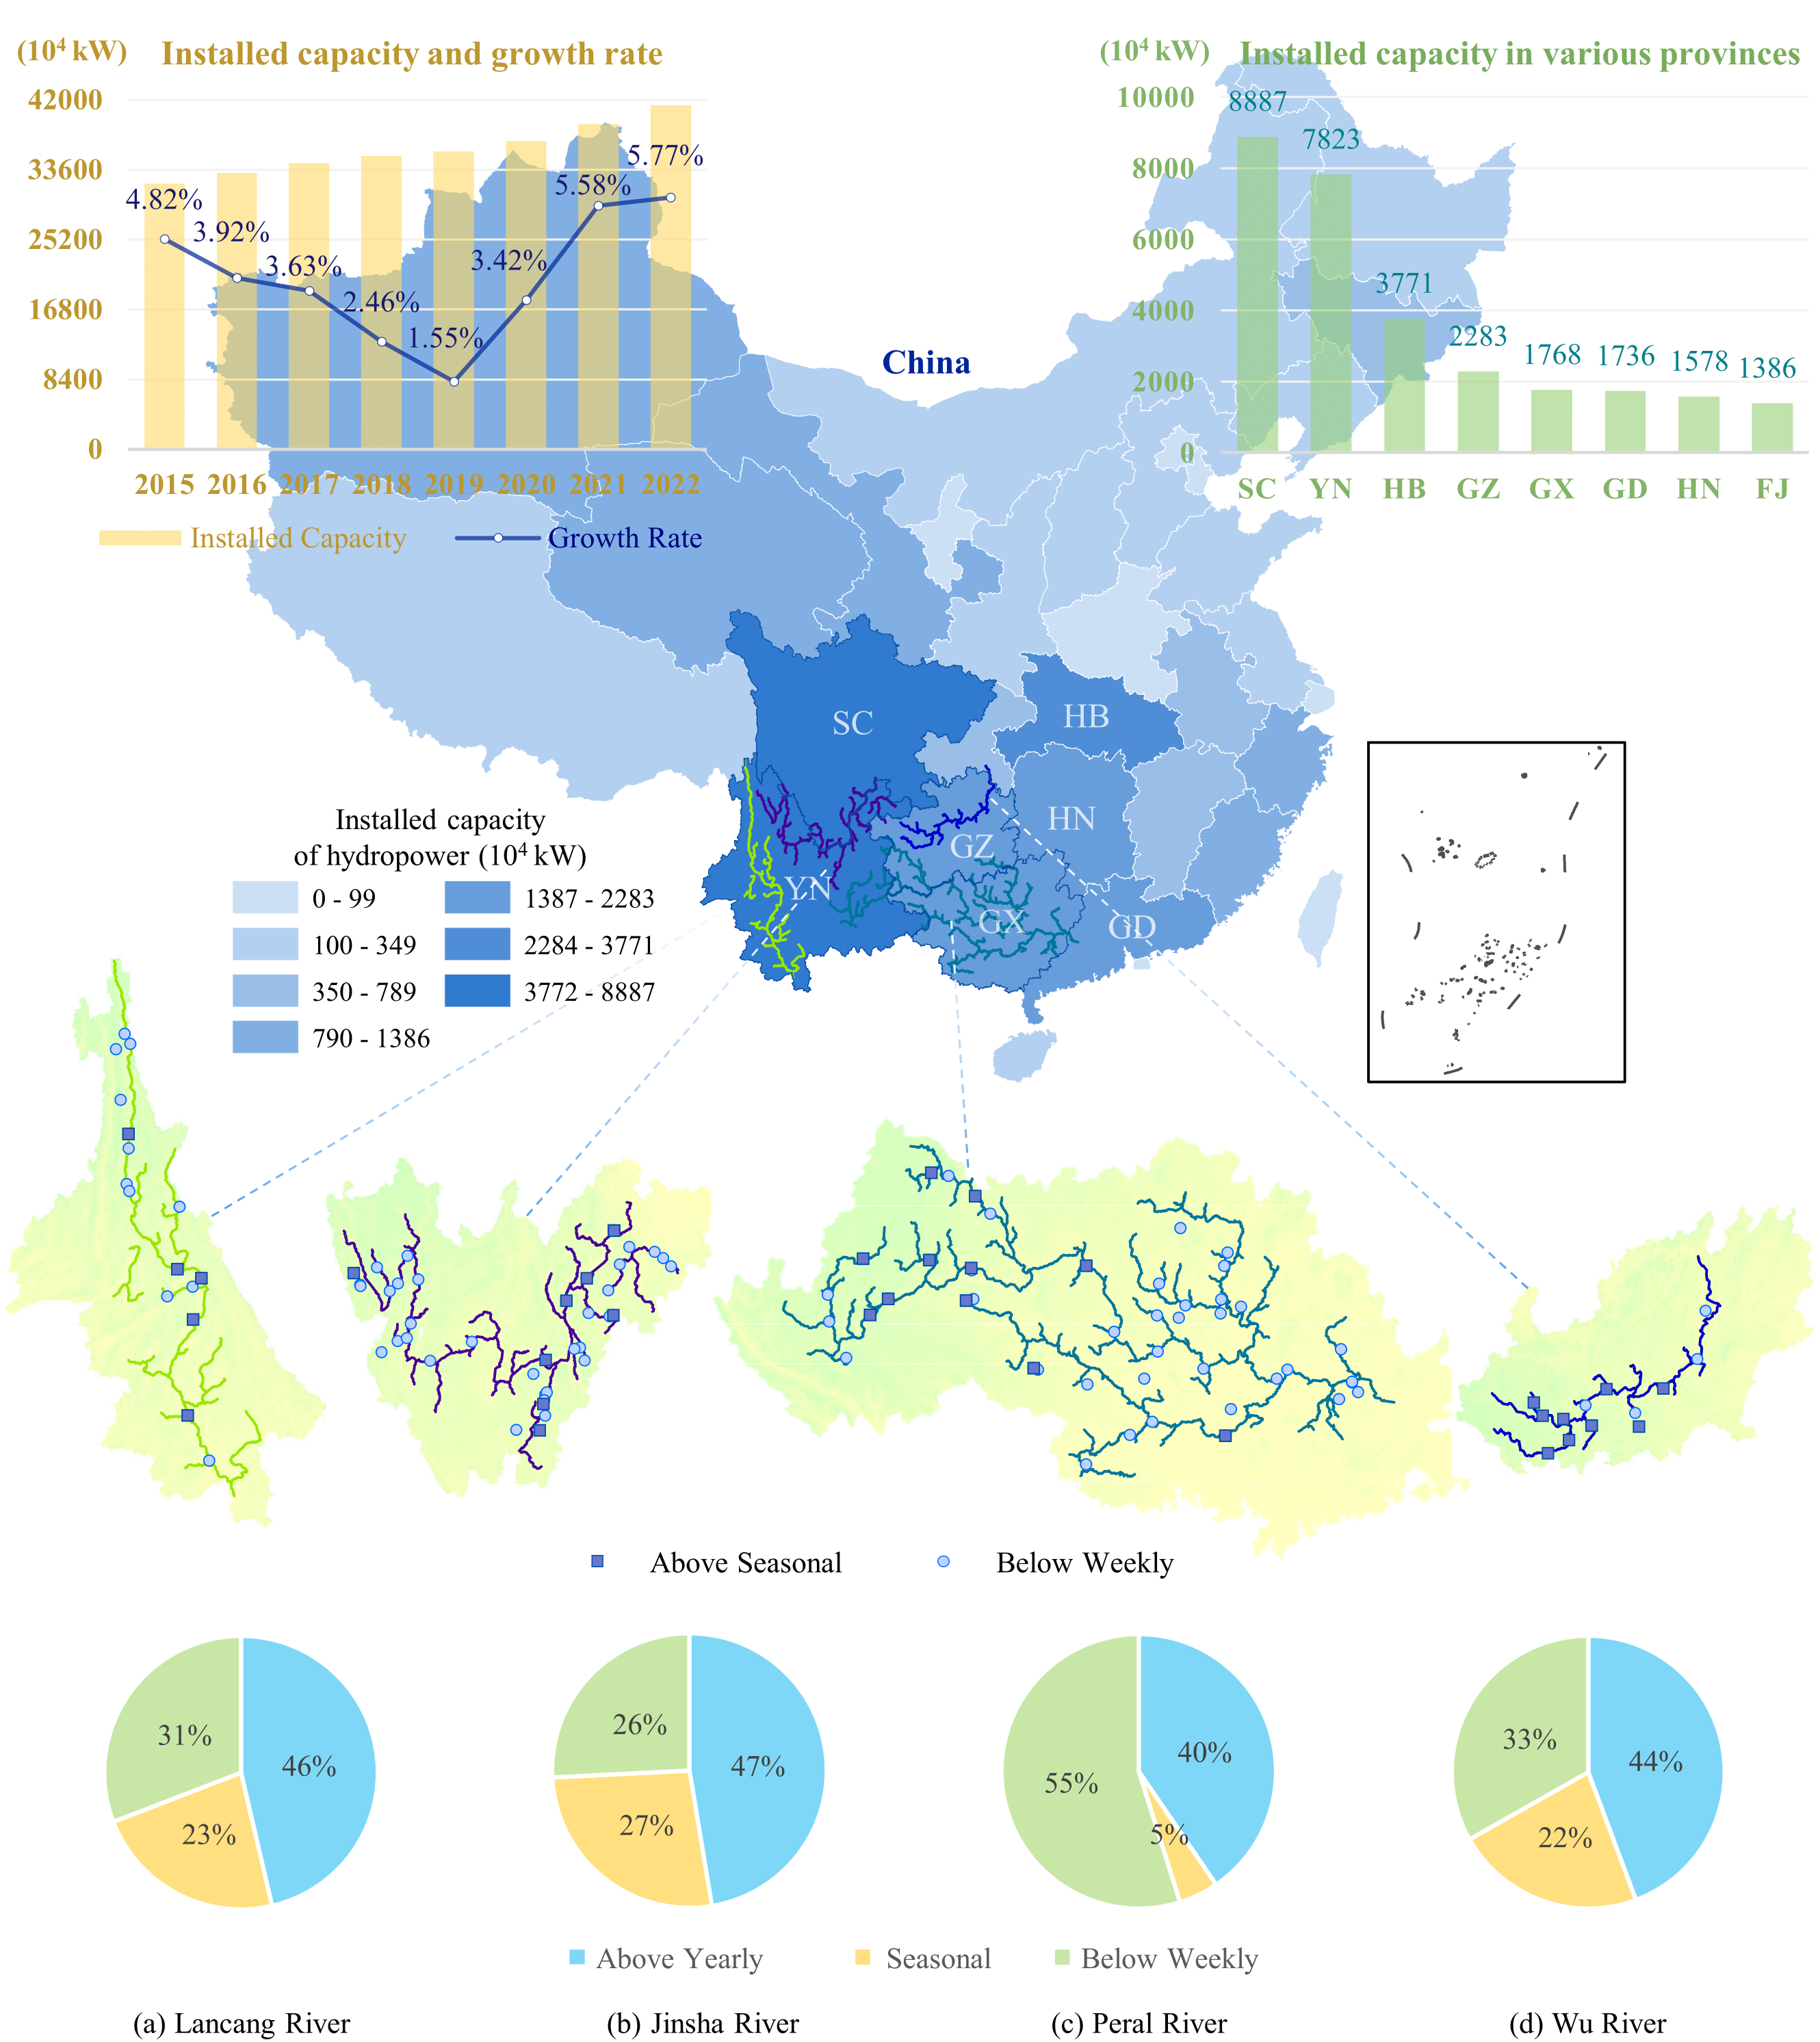 (10⁴ kW) Installed capacity and growth rate
42000
33600
25200
16800
8400
0
4.82%
3.92%
3.63%
2.46%
1.55%
3.42%
5.58%
5.77%
2015 2016 2017 2018 2019 2020 2021 2022
Installed Capacity Growth Rate
(10⁴ kW) Installed capacity in various provinces
10000
8000
6000
4000
2000
0
8887
7823
3771
2283
1768
1736
1578
1386
SC YN HB GZ GX GD HN FJ
China
SC
HB
HN
GZ
YN
GX
GD
Installed capacity
of hydropower (10⁴ kW)
0 - 99
100 - 349
350 - 789
790 - 1386
1387 - 2283
2284 - 3771
3772 - 8887
Above Seasonal Below Weekly
31%
46%
23%
26%
47%
27%
55%
40%
5%
33%
44%
22%
Above Yearly Seasonal Below Weekly
(a) Lancang River (b) Jinsha River (c) Peral River (d) Wu River